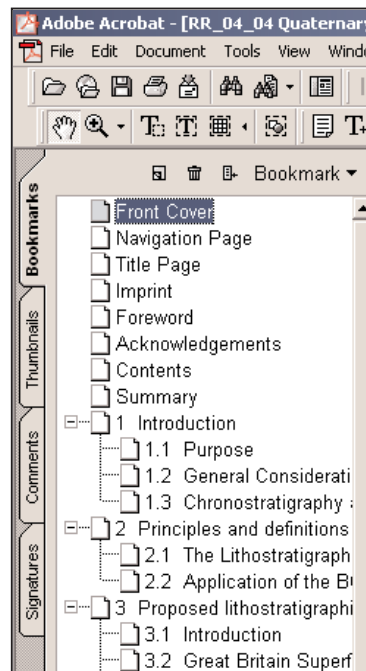 Adobe Acrobat - [RR_04_04 Quaternary
File Edit Document Tools View Wind
Bookmark
Bookmarks
Thumbnails
Comments
Signatures
Front Cover
Navigation Page
Title Page
Imprint
Foreword
Acknowledgements
Contents
Summary
1 Introduction
1.1 Purpose
1.2 General Considerati
1.3 Chronostratigraphy
2 Principles and definitions
2.1 The Lithostratigraph
2.2 Application of the B
3 Proposed lithostratigraphi
3.1 Introduction
3.2 Great Britain Superf